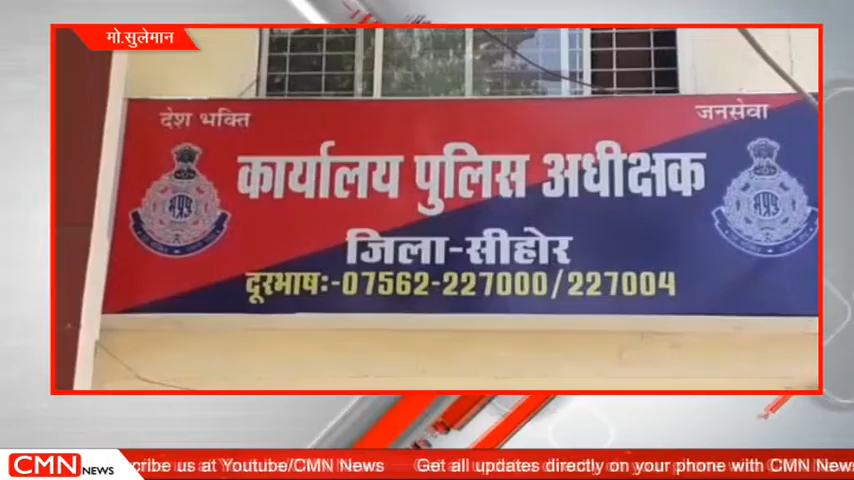 मो.सुलेमान
देश भक्ति
जनसेवा
कार्यालय पुलिस अधीक्षक
जिला-सीहोर
दूरभाषः-07562-227000/227004
CMN NEWS
cribe us at Youtube/CMN News
Get all updates directly on your phone with CMN News